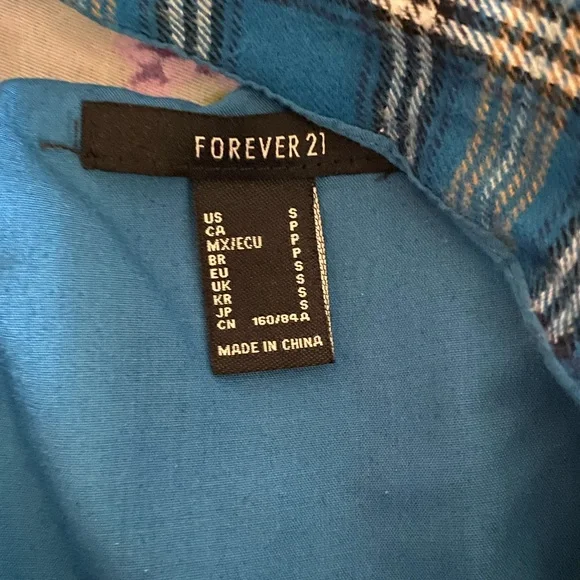 FOREVER 21
US S
CA P
MX/ECU P
BR P
EU S
UK S
KR S
JP S
CN 160/84A
MADE IN CHINA